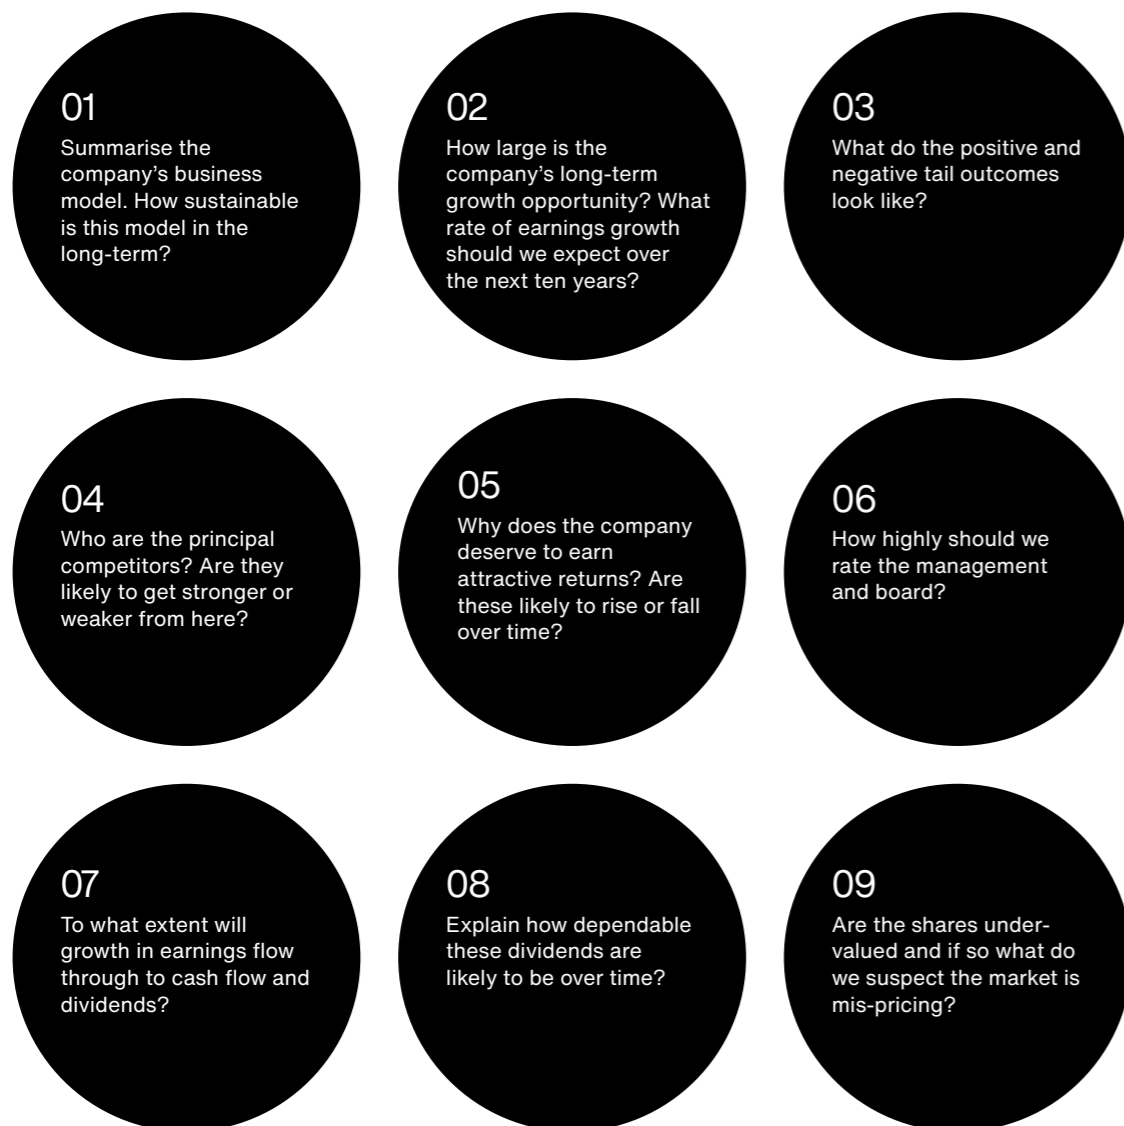 01
Summarise the
company’s business
model. How sustainable
is this model in the
long-term?
02
How large is the
company’s long-term
growth opportunity? What
rate of earnings growth
should we expect over
the next ten years?
03
What do the positive and
negative tail outcomes
look like?
04
Who are the principal
competitors? Are they
likely to get stronger or
weaker from here?
05
Why does the company
deserve to earn
attractive returns? Are
these likely to rise or fall
over time?
06
How highly should we
rate the management
and board?
07
To what extent will
growth in earnings flow
through to cash flow and
dividends?
08
Explain how dependable
these dividends are
likely to be over time?
09
Are the shares under-
valued and if so what do
we suspect the market is
mis-pricing?